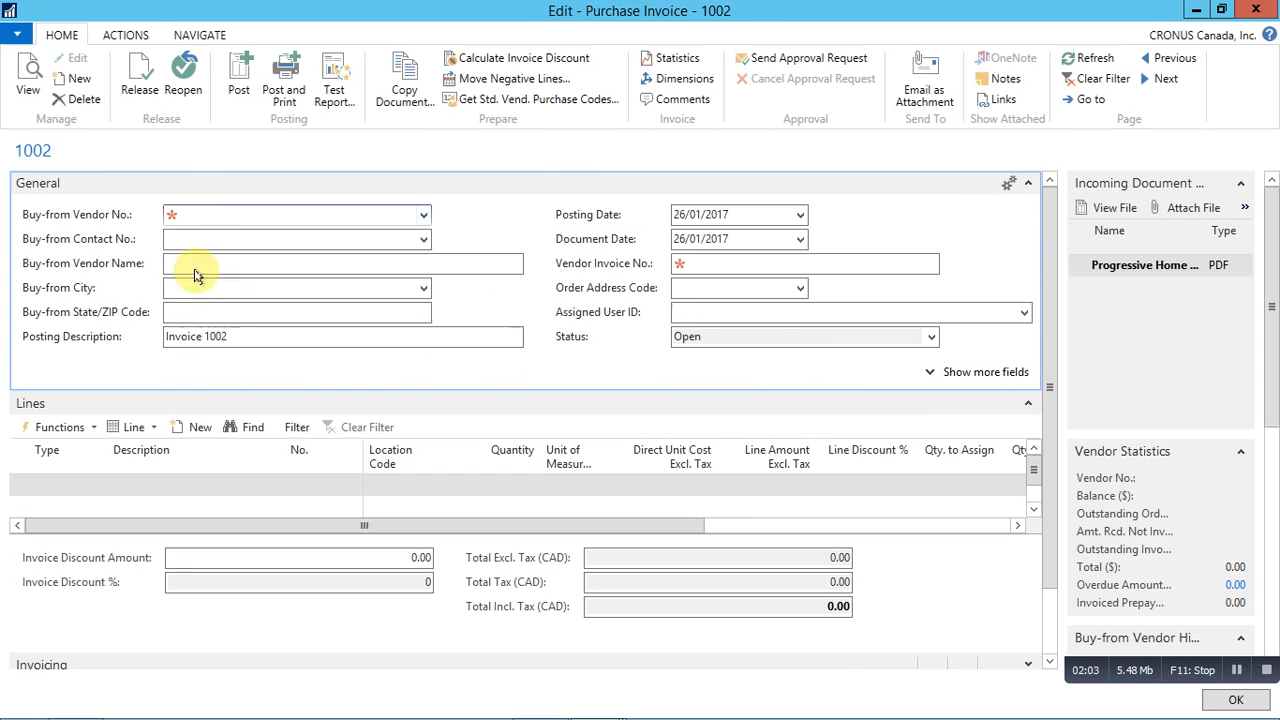 Edit - Purchase Invoice - 1002
HOME ACTIONS NAVIGATE CRONUS Canada, Inc.
View Edit New Delete Manage
Release Reopen Release
Post Post and Print Test Report... Posting
Copy Document... Calculate Invoice Discount Move Negative Lines... Get Std. Vend. Purchase Codes... Prepare
Statistics Dimensions Comments Invoice
Send Approval Request Cancel Approval Request Approval
Email as Attachment Send To
OneNote Notes Links Show Attached
Refresh Clear Filter Go to Previous Next Page
1002
General
Buy-from Vendor No.: *
Buy-from Contact No.:
Buy-from Vendor Name:
Buy-from City:
Buy-from State/ZIP Code:
Posting Description: Invoice 1002
Posting Date: 26/01/2017
Document Date: 26/01/2017
Vendor Invoice No.: *
Order Address Code:
Assigned User ID:
Status: Open
Show more fields
Lines
Functions Line New Find Filter Clear Filter
Type Description No. Location Code Quantity Unit of Measur... Direct Unit Cost Excl. Tax Line Amount Excl. Tax Line Discount % Qty. to Assign
Invoice Discount Amount: 0.00
Invoice Discount %: 0
Total Excl. Tax (CAD): 0.00
Total Tax (CAD): 0.00
Total Incl. Tax (CAD): 0.00
Invoicing
Incoming Document ...
View File Attach File »
Name Type
Progressive Home ... PDF
Vendor Statistics
Vendor No.:
Balance ($):
Outstanding Ord...
Amt. Rcd. Not Inv...
Outstanding Invo...
Total ($): 0.00
Overdue Amount... 0.00
Invoiced Prepay... 0.00
Buy-from Vendor Hi...
02:03 5.48 Mb F11: Stop
OK